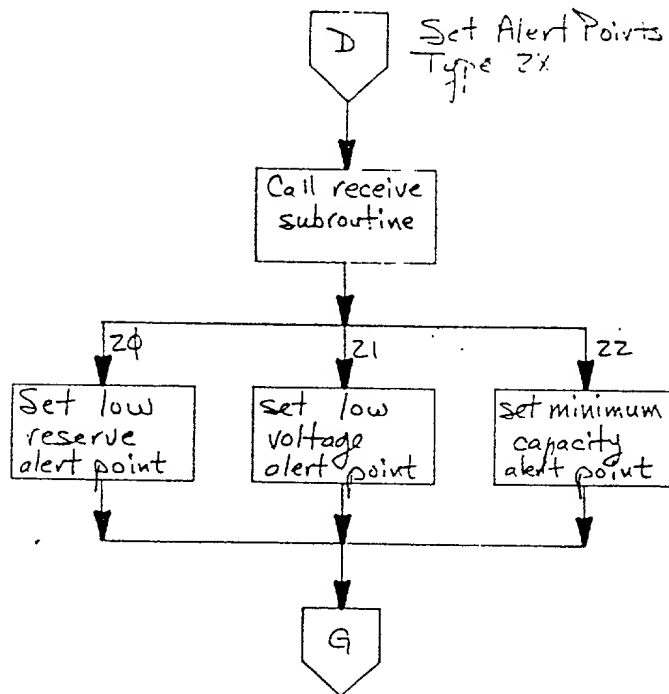 D
Set Alert Points
Type 2X
Call receive
subroutine
2φ
21
22
Set low
reserve
alert point
set low
voltage
alert point
set minimum
capacity
alert point
G